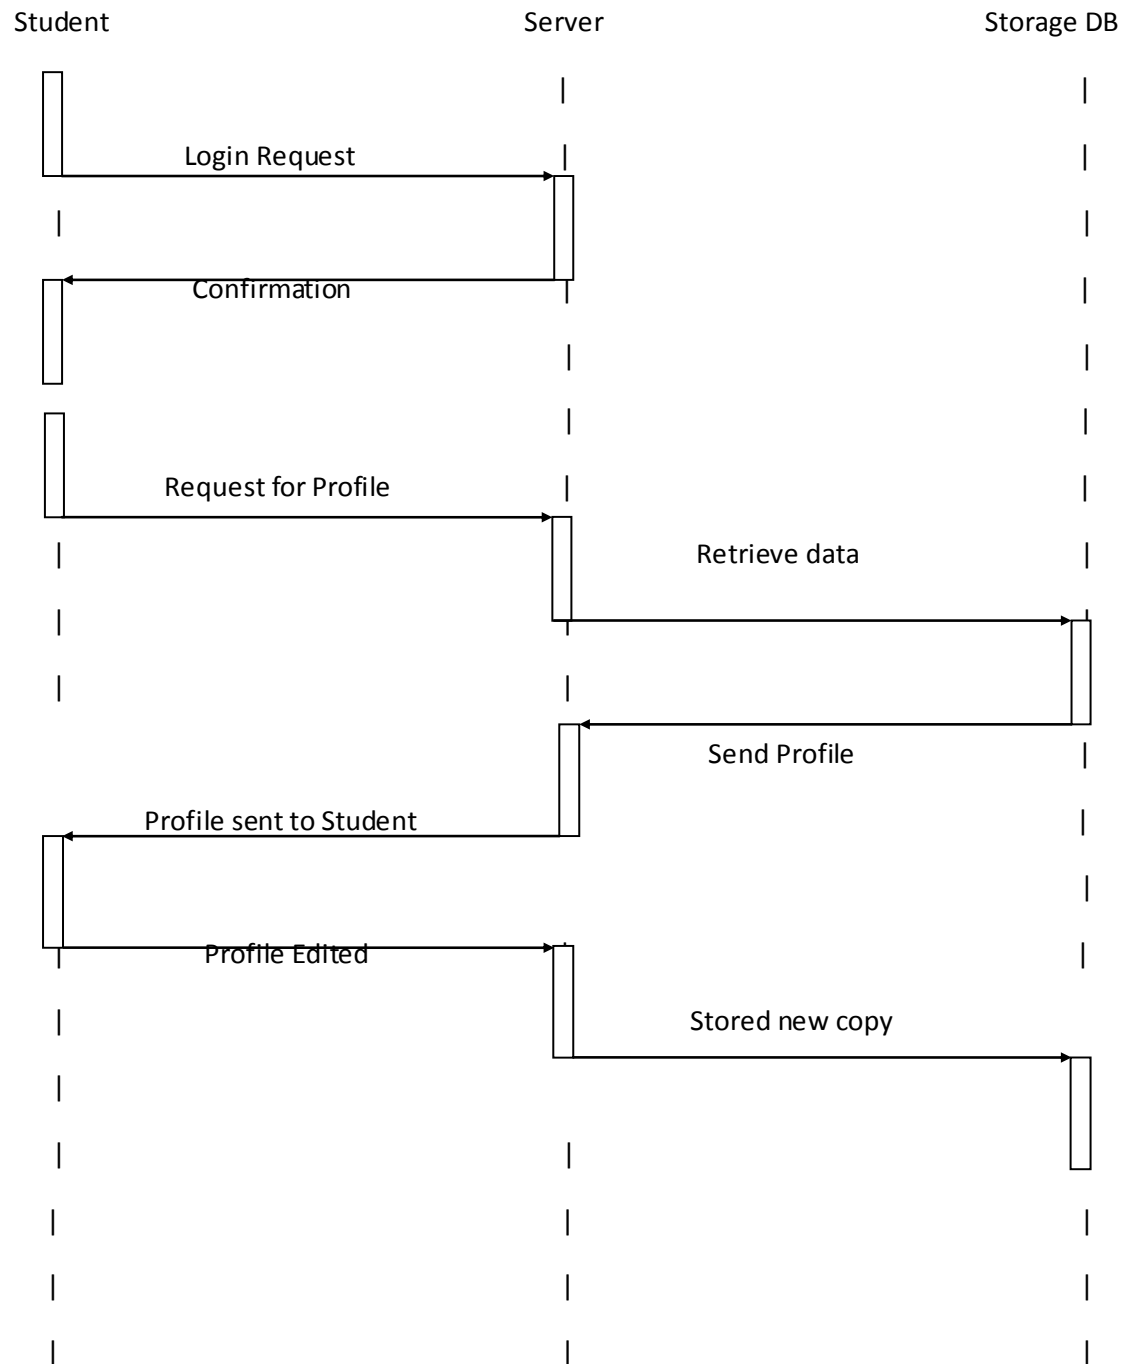 Student
Server
Storage DB
Login Request
Confirmation
Request for Profile
Retrieve data
Send Profile
Profile sent to Student
Profile Edited
Stored new copy